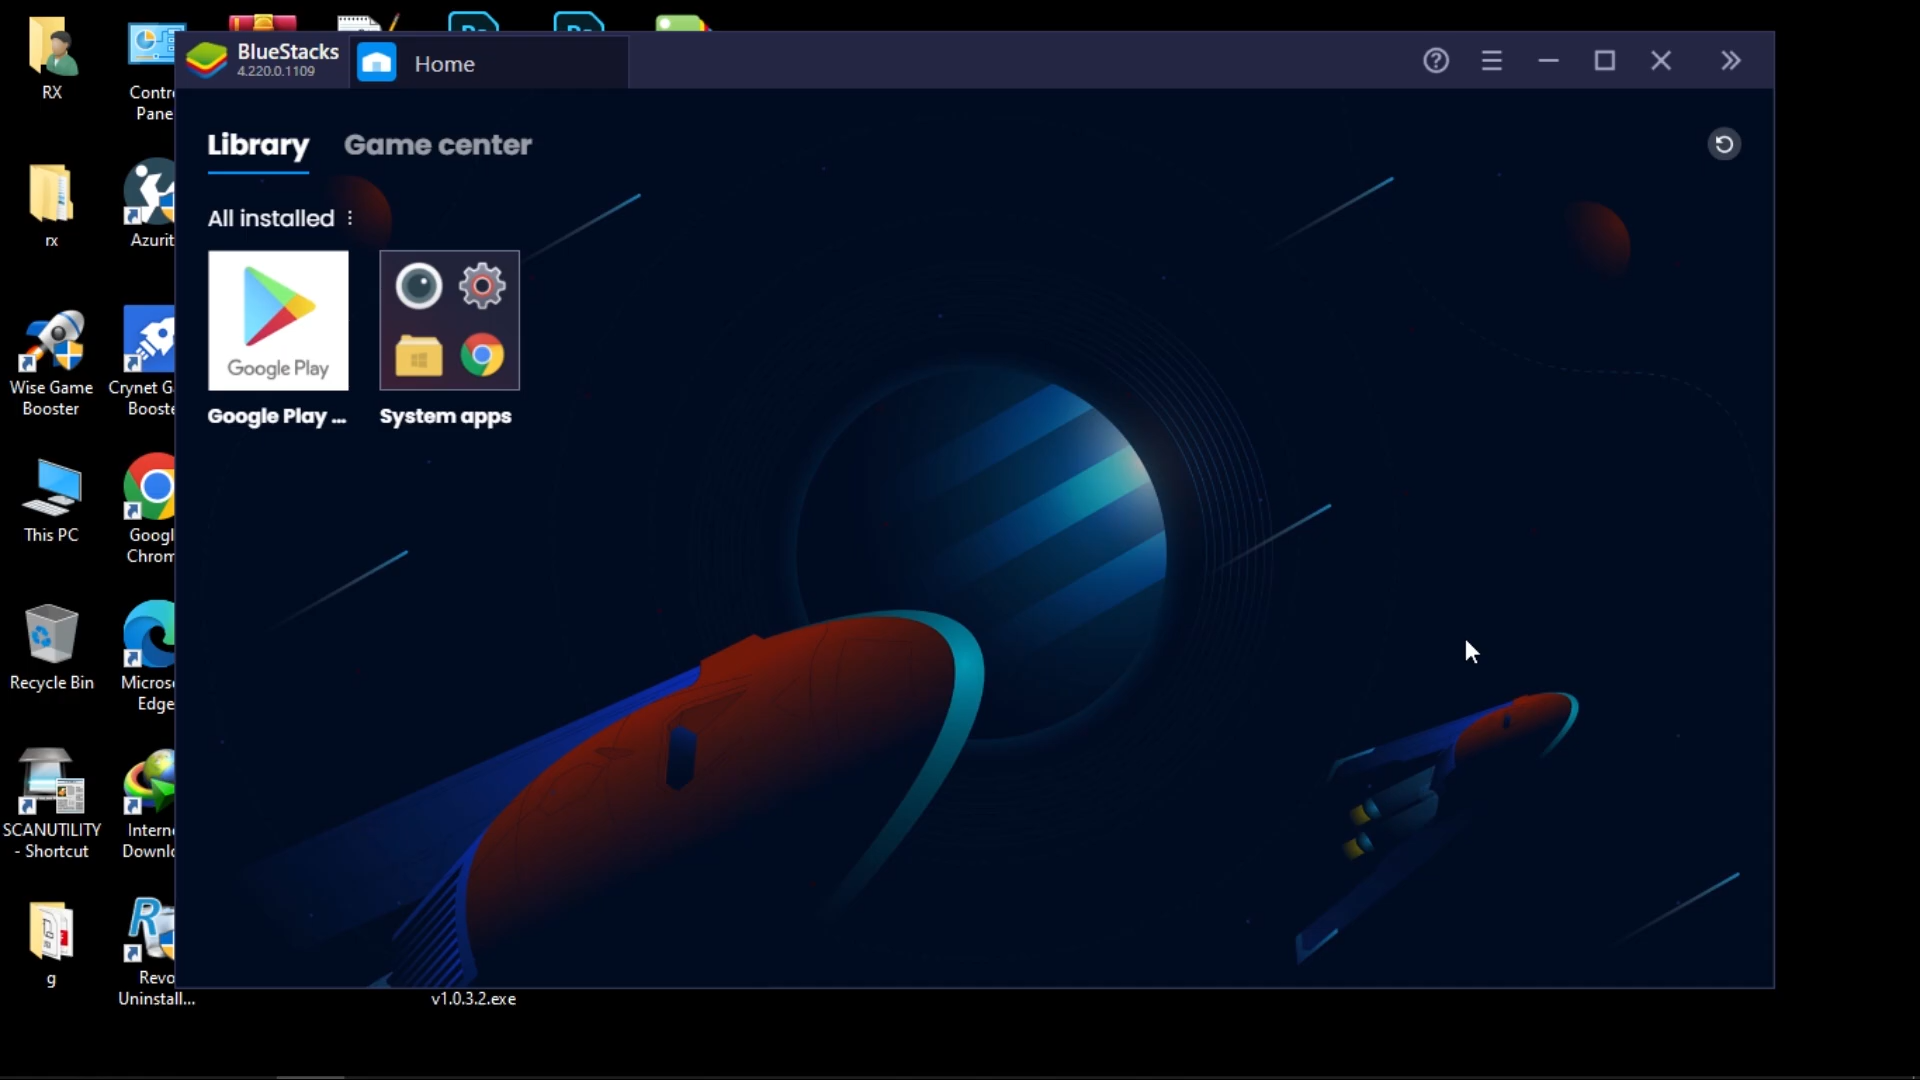 RX
Contr
Pane
BlueStacks
4.220.0.1109
Home
Library
Game center
All installed
Google Play
Google Play ...
System apps
rx
Azurit
Wise Game
Booster
Crynet G
Booste
This PC
Googl
Chrom
Recycle Bin
Micros
Edge
SCANUTILITY
- Shortcut
Intern
Downlo
g
Revo
Uninstall...
v1.0.3.2.exe